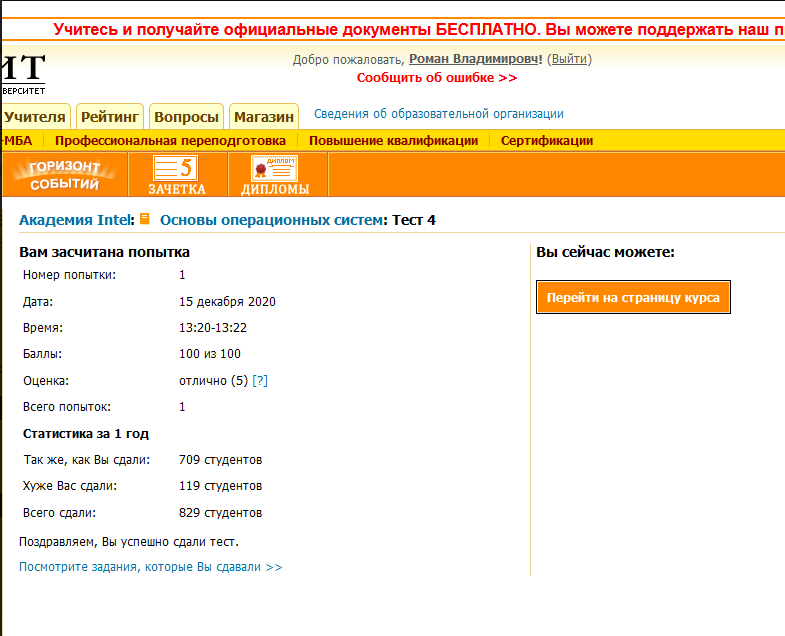 Учитесь и получайте официальные документы БЕСПЛАТНО. Вы можете поддержать наш п
Добро пожаловать, Роман Владимировч! (Выйти)
Сообщить об ошибке >>
ИТ
ВЕРСИТЕТ
Учителя Рейтинг Вопросы Магазин Сведения об образовательной организации
-МБА Профессиональная переподготовка Повышение квалификации Сертификации
ГОРИЗОНТ
СОБЫТИЙ
5
ЗАЧЕТКА
ДИПЛОМ
ДИПЛОМЫ
Академия Intel: Основы операционных систем: Тест 4
Вам засчитана попытка
Номер попытки: 1
Дата: 15 декабря 2020
Время: 13:20-13:22
Баллы: 100 из 100
Оценка: отлично (5) [?]
Всего попыток: 1
Статистика за 1 год
Так же, как Вы сдали: 709 студентов
Хуже Вас сдали: 119 студентов
Всего сдали: 829 студентов
Поздравляем, Вы успешно сдали тест.
Посмотрите задания, которые Вы сдавали >>
Вы сейчас можете:
Перейти на страницу курса